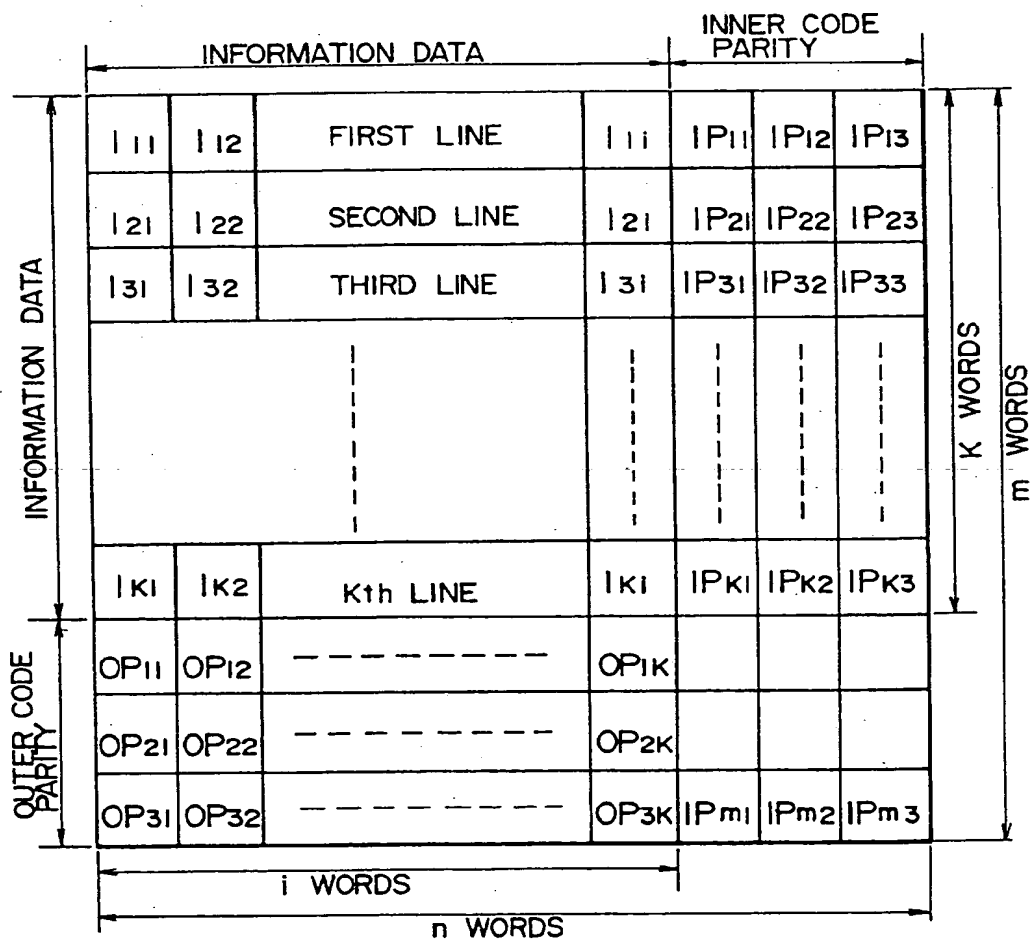 INFORMATION DATA
INNER CODE
PARITY
I11 I12 FIRST LINE I1i IP11 IP12 IP13
I21 I22 SECOND LINE I2i IP21 IP22 IP23
I31 I32 THIRD LINE I3i IP31 IP32 IP33
INFORMATION DATA
K WORDS
m WORDS
IK1 IK2 Kth LINE IKi IPK1 IPK2 IPK3
OUTER CODE
PARITY
OP11 OP12 OP1K
OP21 OP22 OP2K
OP31 OP32 OP3K IPm1 IPm2 IPm3
i WORDS
n WORDS